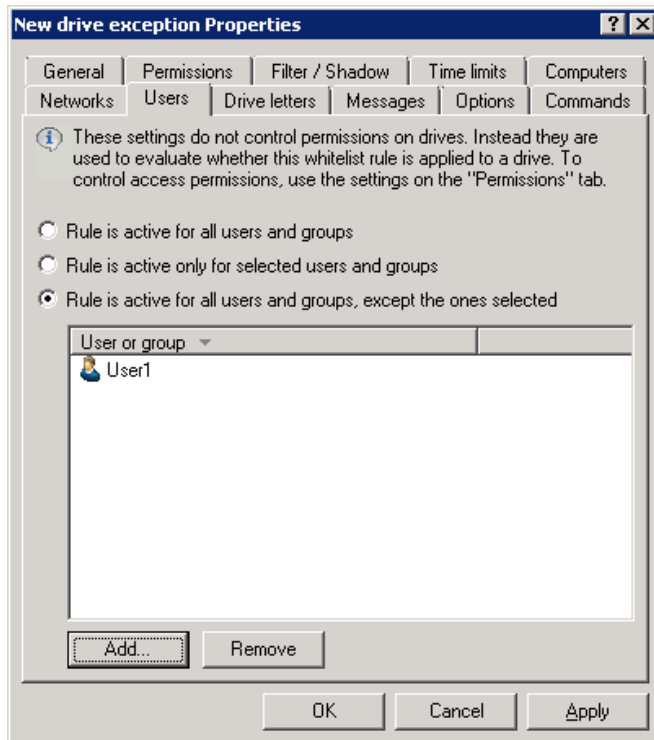 New drive exception Properties
General Permissions Filter / Shadow Time limits Computers
Networks Users Drive letters Messages Options Commands
These settings do not control permissions on drives. Instead they are
used to evaluate whether this whitelist rule is applied to a drive. To
control access permissions, use the settings on the "Permissions" tab.
Rule is active for all users and groups
Rule is active only for selected users and groups
Rule is active for all users and groups, except the ones selected
User or group
User1
Add... Remove
OK Cancel Apply